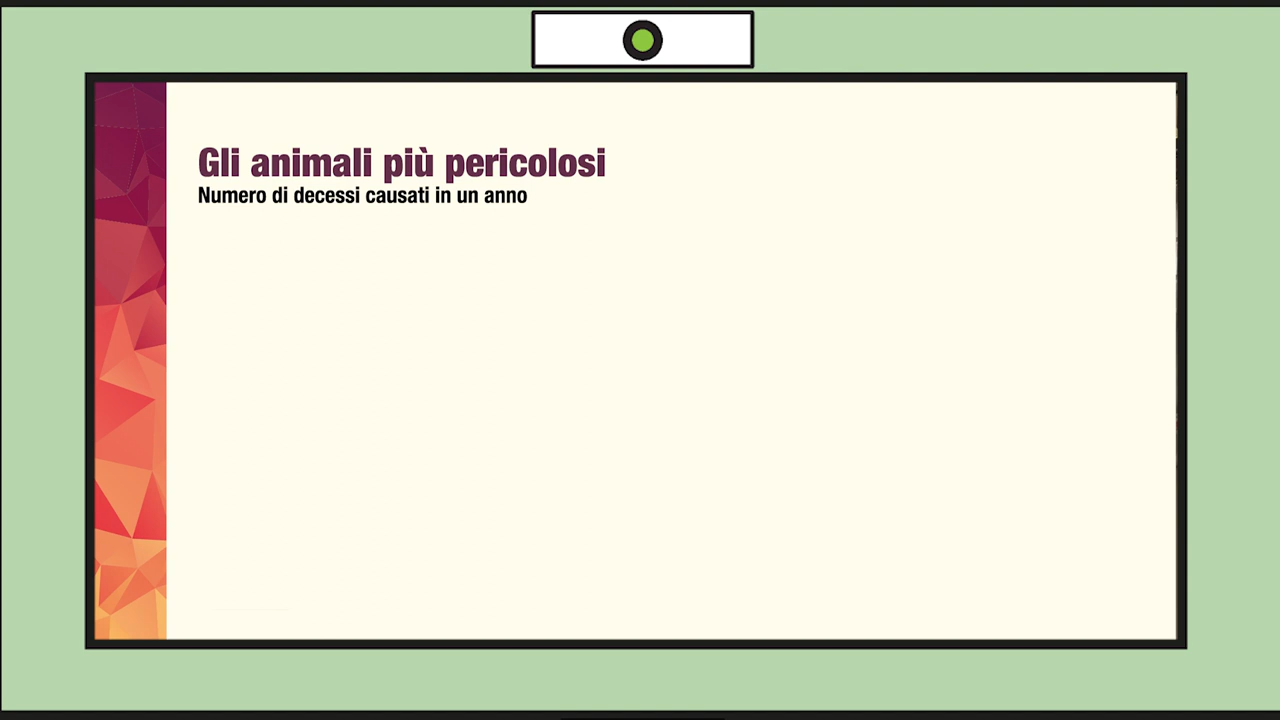 Gli animali più pericolosi
Numero di decessi causati in un anno